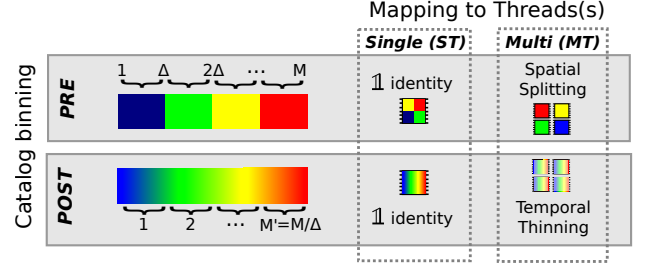 Mapping to Threads(s)
Single (ST)
Multi (MT)
Catalog binning
PRE
1 Δ 2Δ ... M
𝟙 identity
Spatial
Splitting
POST
1 2 ... M'=M/Δ
𝟙 identity
Temporal
Thinning